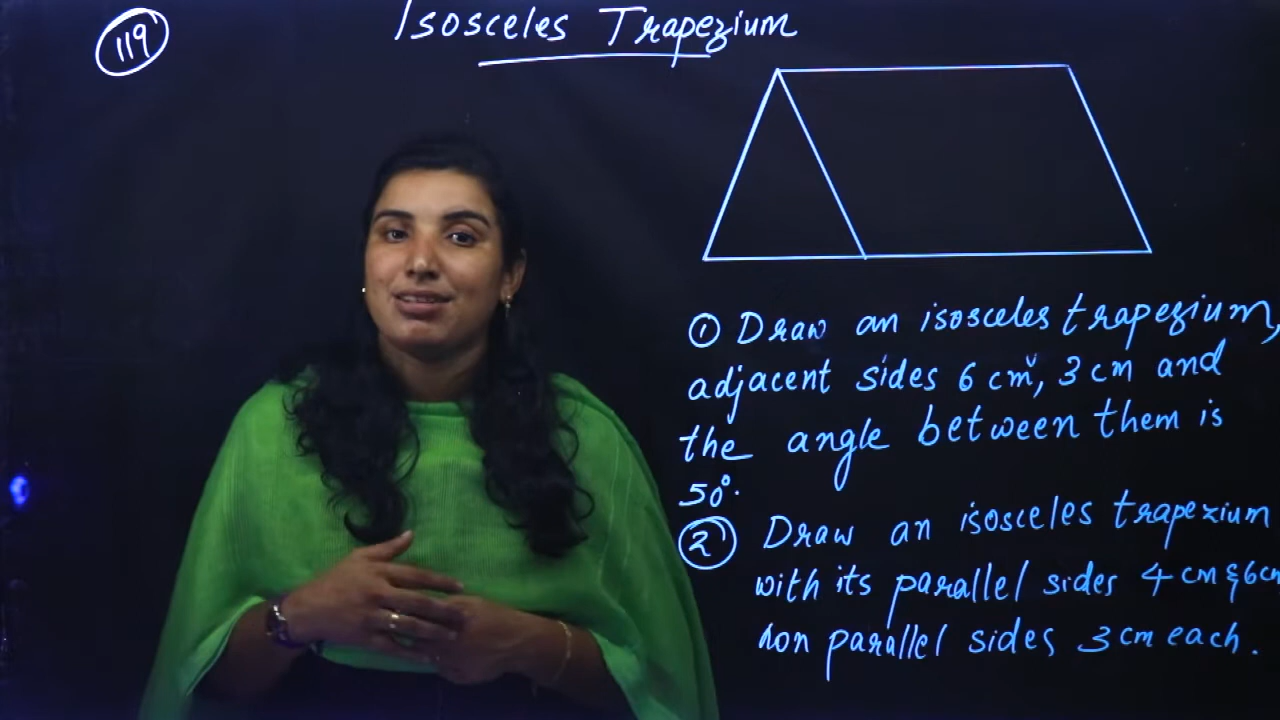 119
Isosceles Trapezium
① Draw an isosceles trapezium,
adjacent sides 6 cm, 3 cm and
the angle between them is
50°.
② Draw an isosceles trapezium
with its parallel sides 4 cm & 6cm
non parallel sides 3 cm each.